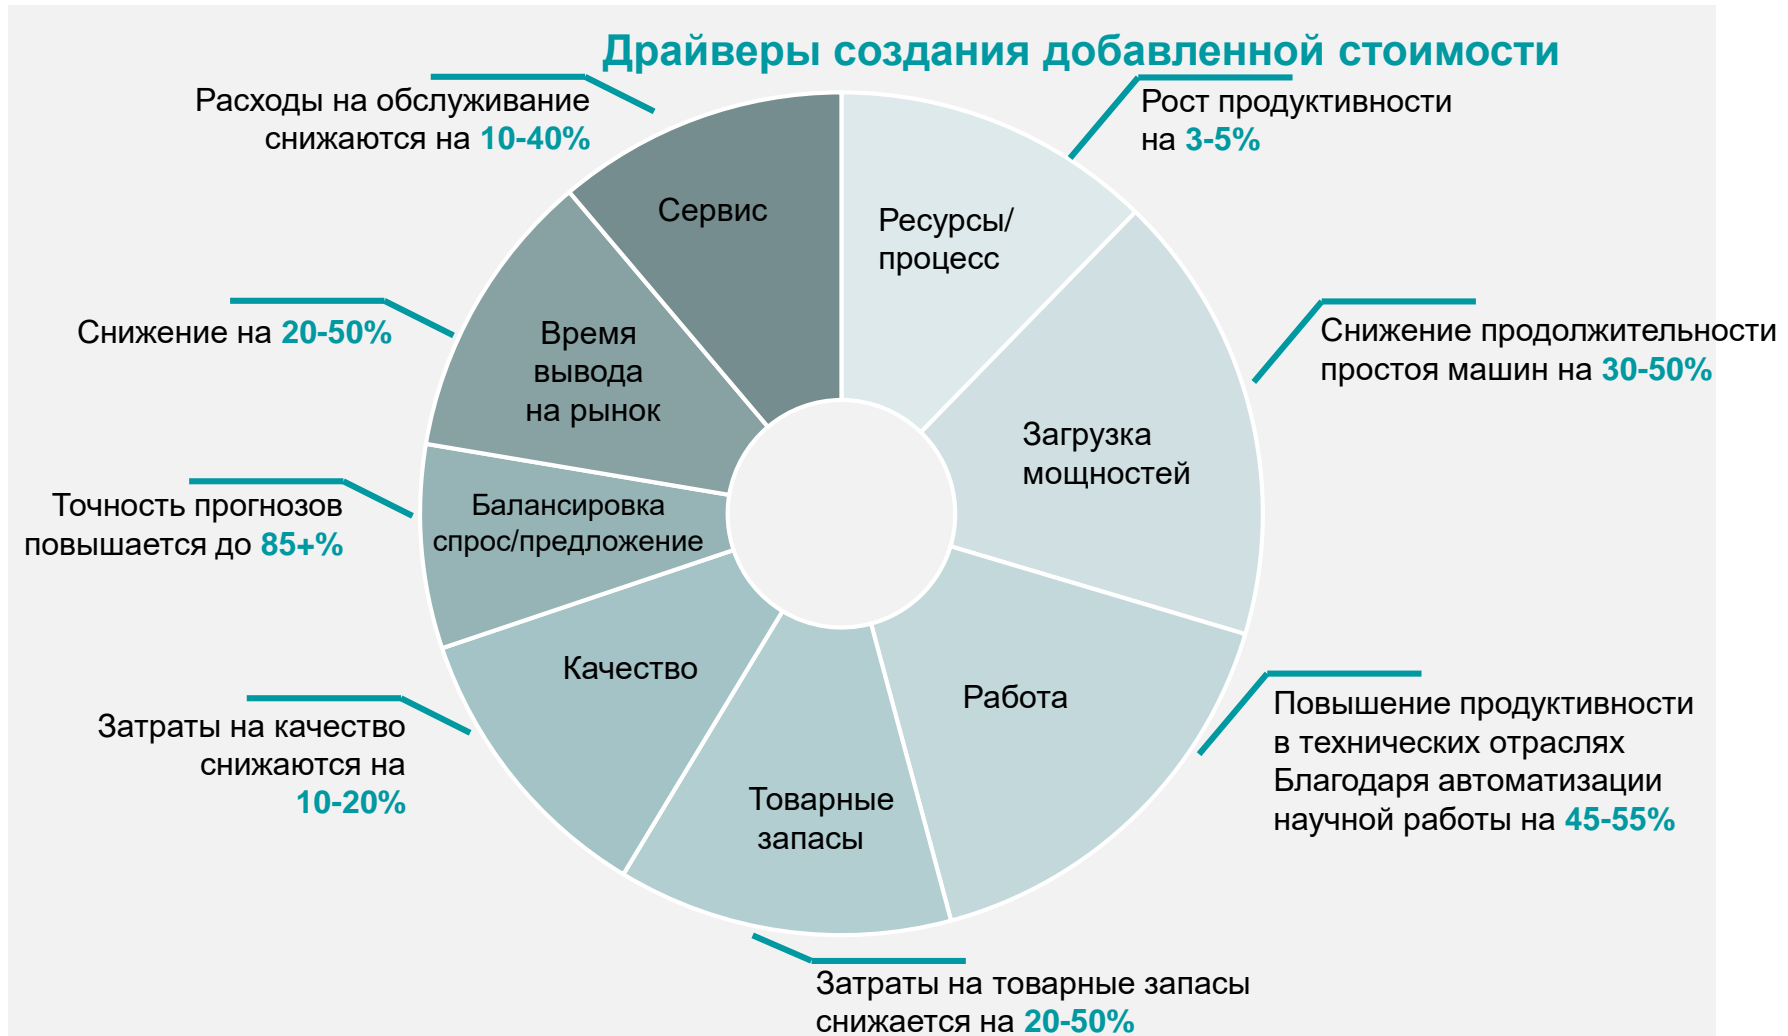 Драйверы создания добавленной стоимости
Расходы на обслуживание
снижаются на 10-40%
Рост продуктивности
на 3-5%
Сервис
Ресурсы/
процесс
Снижение на 20-50%
Время
вывода
на рынок
Снижение продолжительности
простоя машин на 30-50%
Загрузка
мощностей
Точность прогнозов
повышается до 85+%
Балансировка
спрос/предложение
Качество
Работа
Затраты на качество
снижаются на
10-20%
Повышение продуктивности
в технических отраслях
Благодаря автоматизации
научной работы на 45-55%
Товарные
запасы
Затраты на товарные запасы
снижается на 20-50%